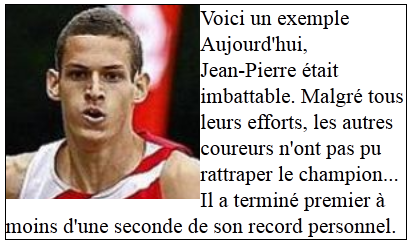 Voici un exemple
Aujourd'hui,
Jean-Pierre était
imbattable. Malgré tous
leurs efforts, les autres
coureurs n'ont pas pu
rattraper le champion...
Il a terminé premier à
moins d'une seconde de son record personnel.